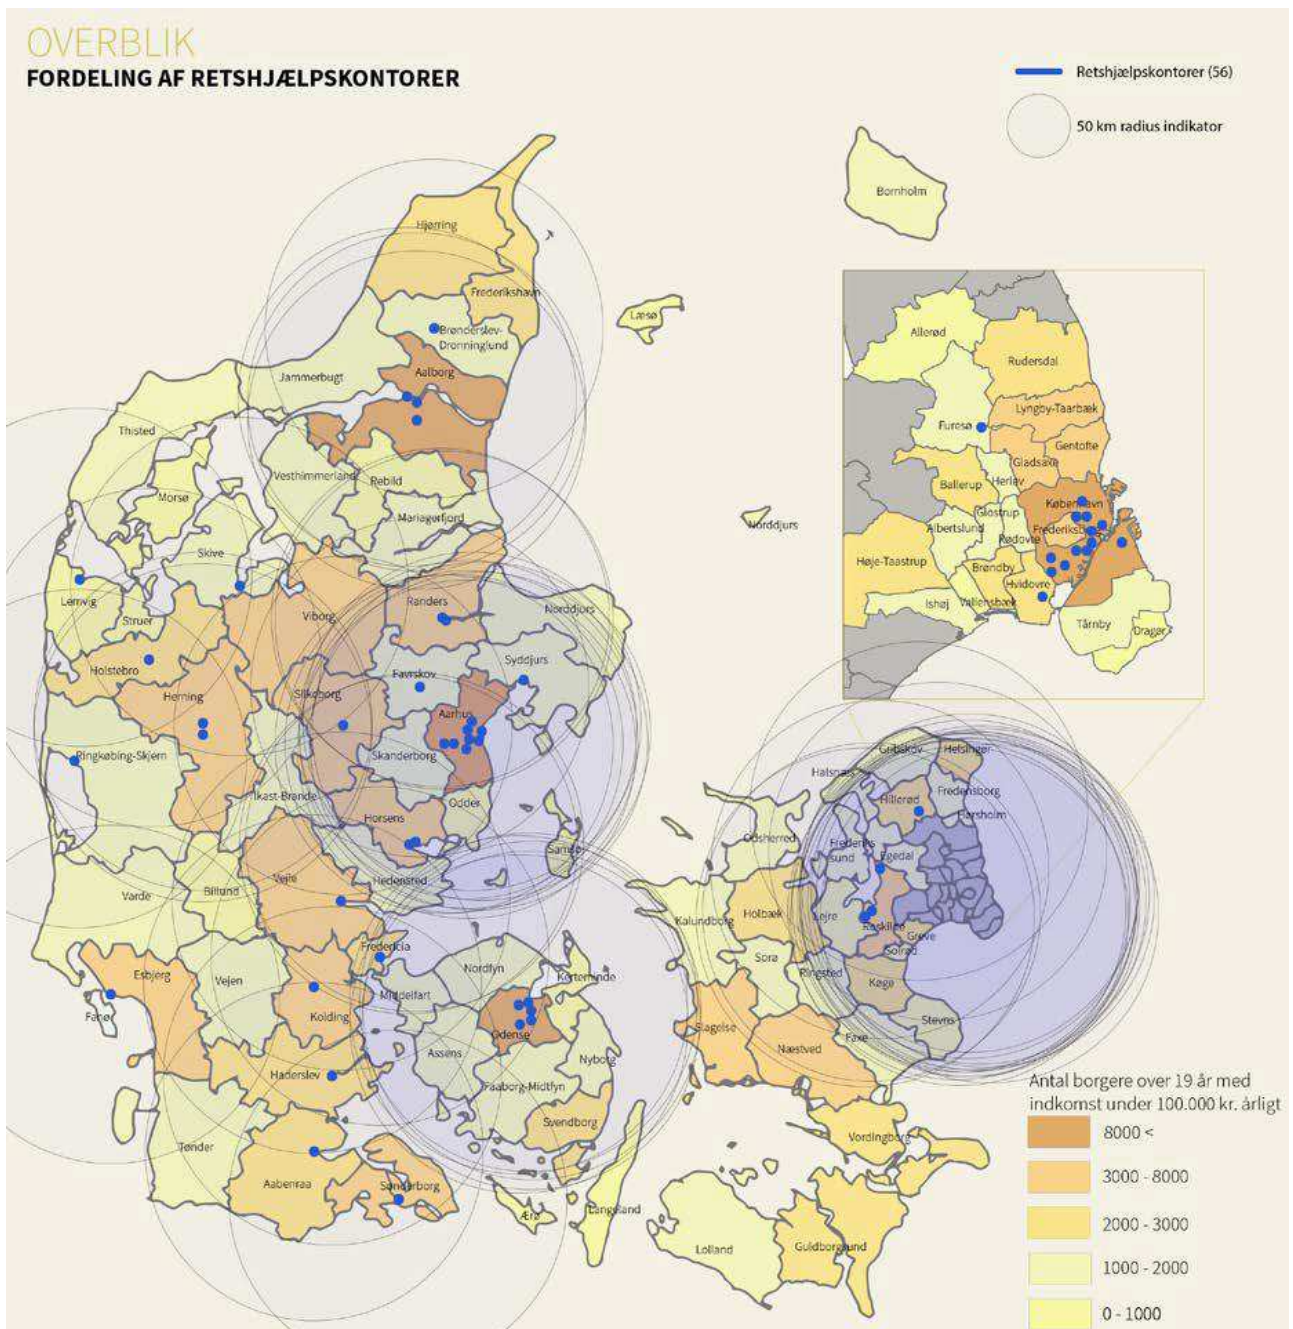 OVERBLIK
FORDELING AF RETSHJÆLPSKONTORER
Retshjælpskontorer (56)
50 km radius indikator
Bornholm
Hjørring
Frederikshavn
Læsø
Brønderslev-
Dronninglund
Jammerbugt
Aalborg
Thisted
Vesthimmerland
Rebild
Morsø
Mariagerfjord
Norddjurs
Skive
Lemvig
Struer
Viborg
Randers
Norddjurs
Holstebro
Favrskov
Syddjurs
Herning
Silkeborg
Aarhus
Ringkøbing-Skjern
Skanderborg
Ikast-Brande
Horsens
Odder
Samsø
Hedensted
Vejle
Billund
Varde
Fredericia
Esbjerg
Vejen
Kolding
Fanø
Middelfart
Nordfyn
Kerteminde
Odense
Assens
Nyborg
Faaborg-Midtfyn
Haderslev
Svendborg
Tønder
Aabenraa
Sønderborg
Ærø
Langeland
Allerød
Rudersdal
Lyngby-Taarbæk
Furesø
Gentofte
Gladsaxe
Ballerup
Herlev
København
Glostrup
Albertslund
Frederiksberg
Rødovre
Høje-Taastrup
Brøndby
Hvidovre
Ishøj
Vallensbæk
Tårnby
Dragør
Gribskov
Helsingør
Halsnæs
Fredensborg
Hillerød
Hørsholm
Odsherred
Frederiks
sund
Egedal
Kalundborg
Holbæk
Lejre
Roskilde
Greve
Solrød
Sorø
Ringsted
Køge
Slagelse
Stevns
Næstved
Faxe
Vordingborg
Lolland
Guldborgsund
Antal borgere over 19 år med
indkomst under 100.000 kr. årligt
8000 <
3000 - 8000
2000 - 3000
1000 - 2000
0 - 1000